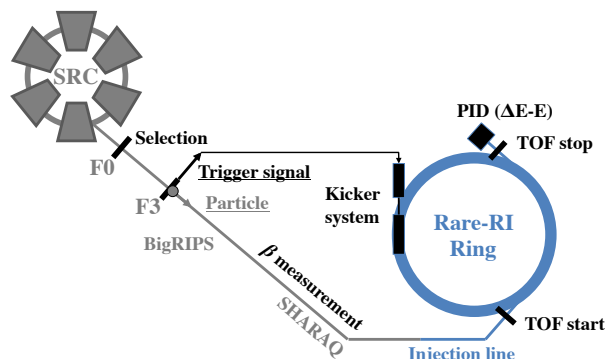 SRC
Selection
F0
Trigger signal
F3
Particle
BigRIPS
β measurement
SHARAQ
Kicker
system
PID (ΔE-E)
TOF stop
Rare-RI
Ring
TOF start
Injection line